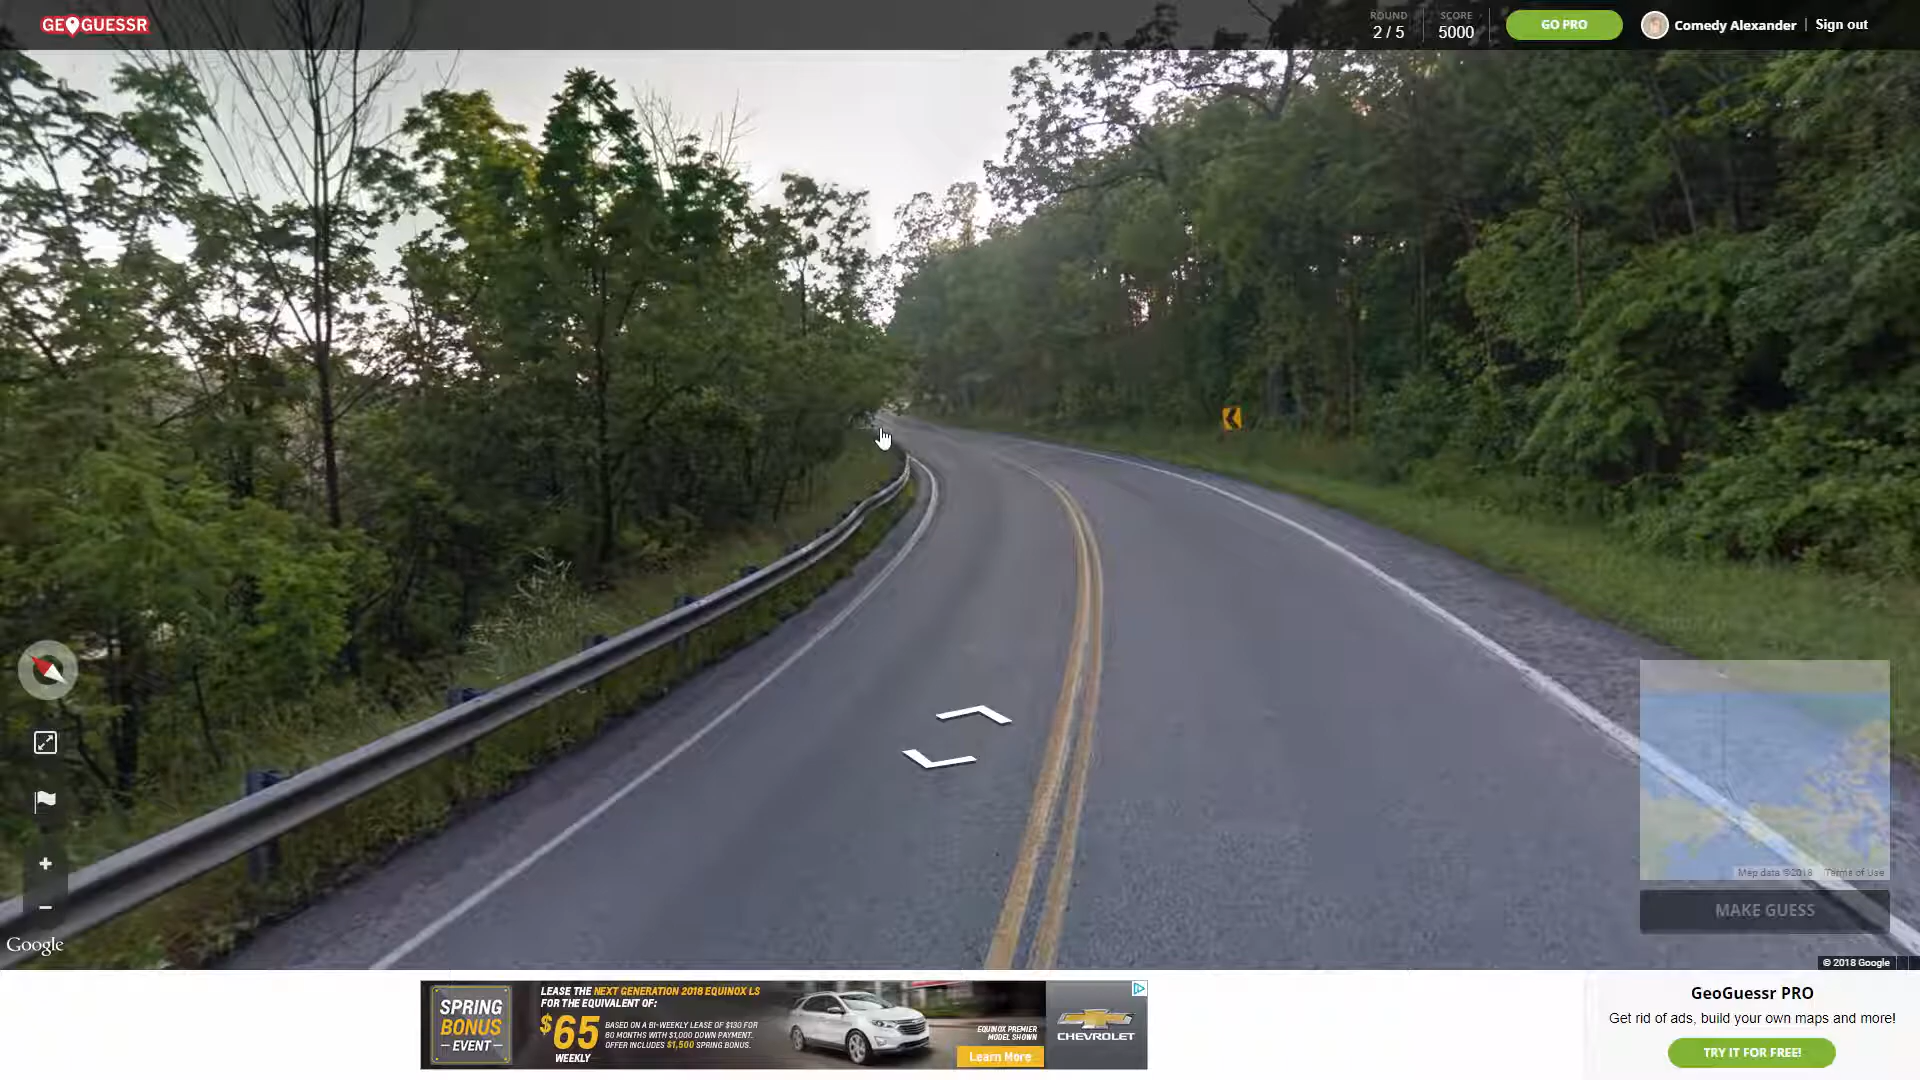 GEOGUESSR
ROUND
2 / 5
SCORE
5000
GO PRO
Comedy Alexander | Sign out
Map data ©2018 Terms of Use
MAKE GUESS
Google
© 2018 Google
SPRING
BONUS
— EVENT —
LEASE THE NEXT GENERATION 2018 EQUINOX LS
FOR THE EQUIVALENT OF:
$65
WEEKLY
BASED ON A BI-WEEKLY LEASE OF $130 FOR
60 MONTHS WITH $1,000 DOWN PAYMENT.
OFFER INCLUDES $1,500 SPRING BONUS.
EQUINOX PREMIER
MODEL SHOWN
Learn More
CHEVROLET
GeoGuessr PRO
Get rid of ads, build your own maps and more!
TRY IT FOR FREE!